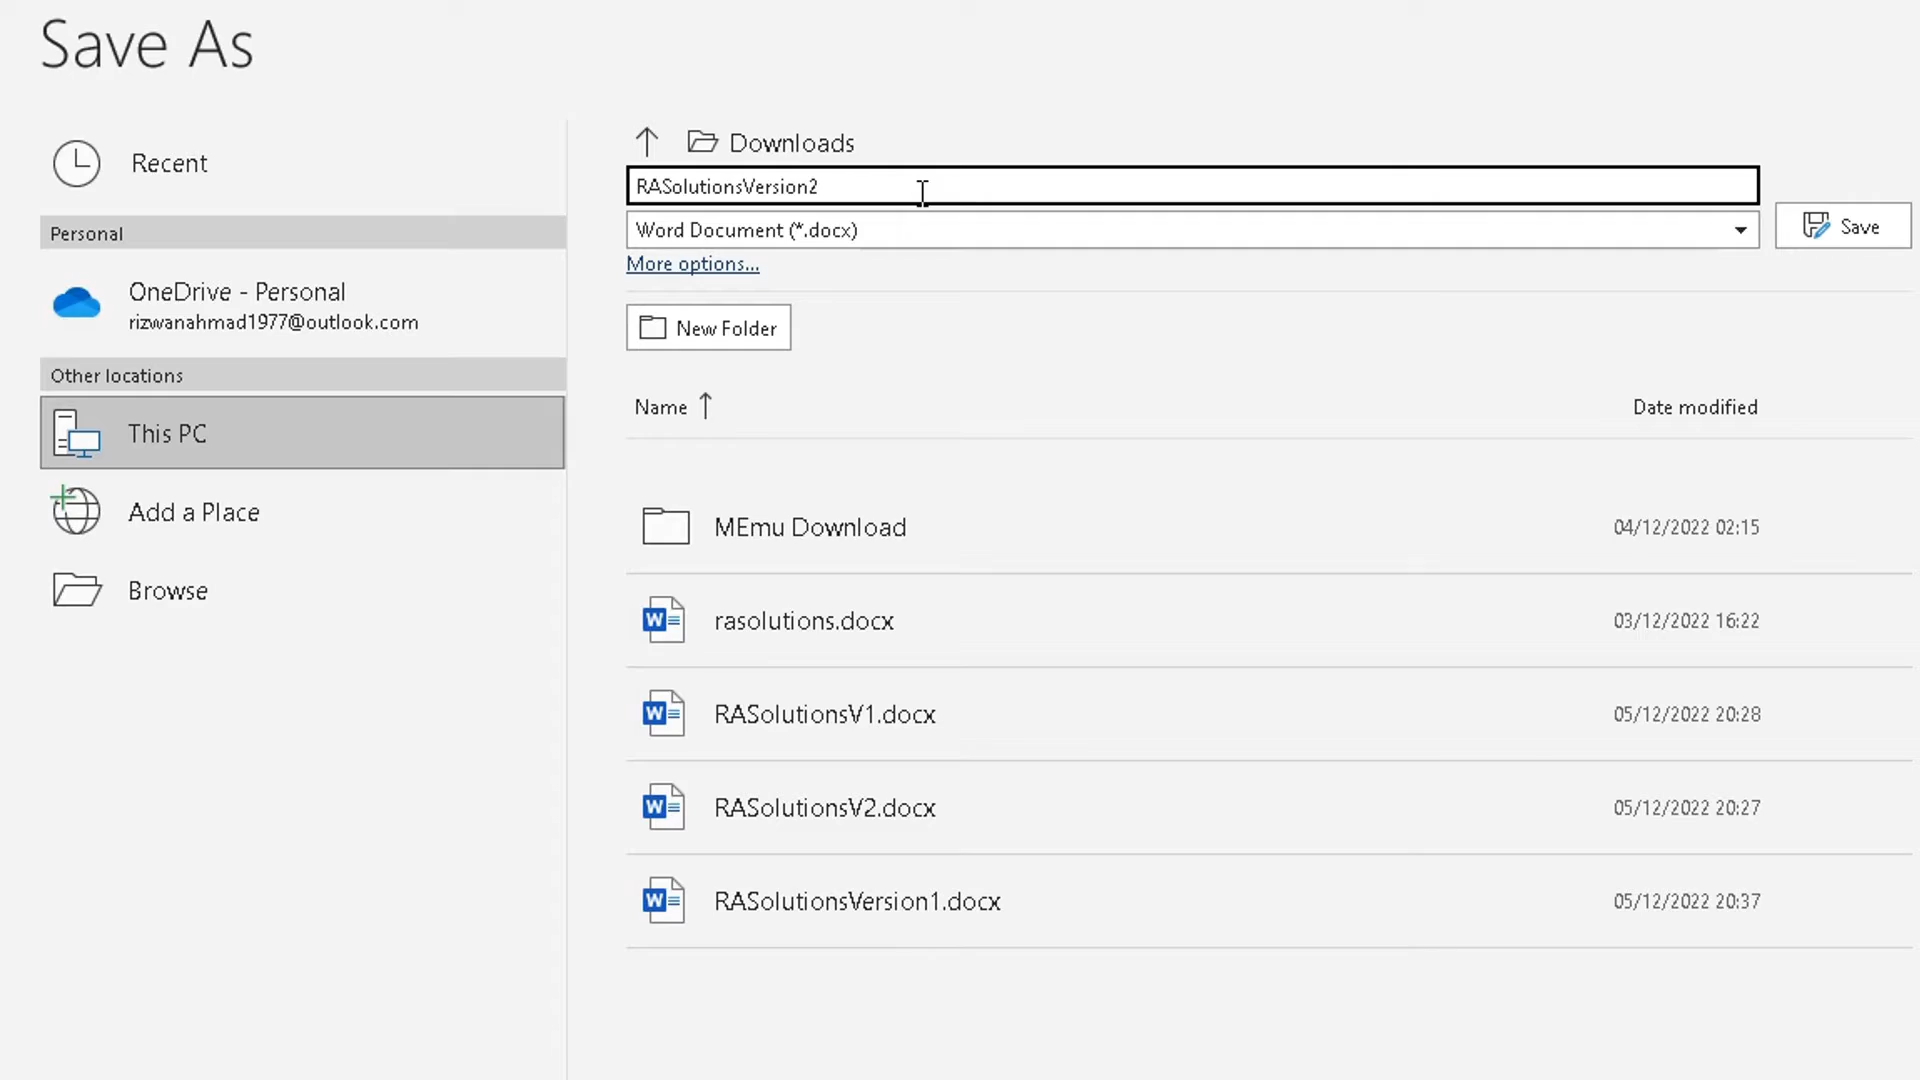 Save As
Recent
Personal
OneDrive - Personal
rizwanahmad1977@outlook.com
Other locations
This PC
Add a Place
Browse
Downloads
RASolutionsVersion2
Word Document (*.docx)
Save
More options...
New Folder
Name Date modified
MEmu Download 04/12/2022 02:15
rasolutions.docx 03/12/2022 16:22
RASolutionsV1.docx 05/12/2022 20:28
RASolutionsV2.docx 05/12/2022 20:27
RASolutionsVersion1.docx 05/12/2022 20:37